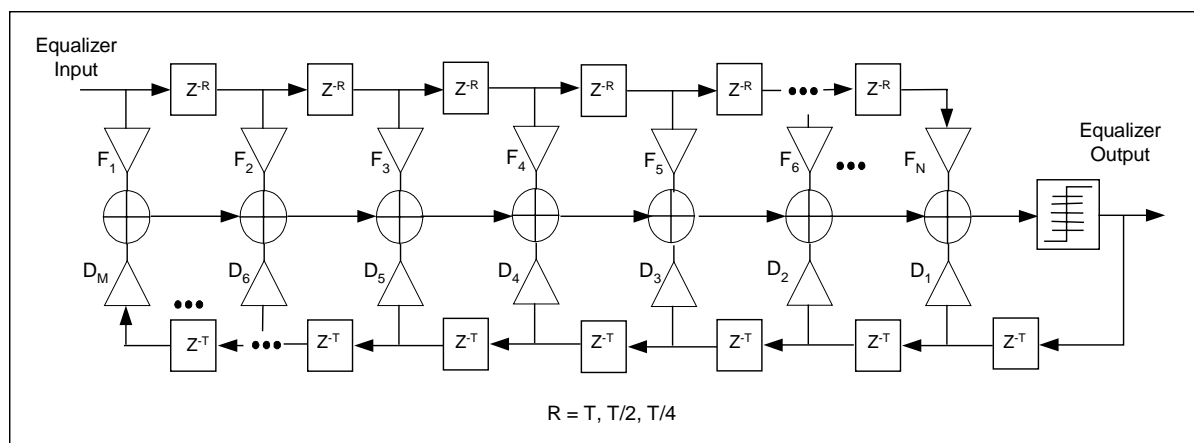 Equalizer
Input
Z-R Z-R Z-R Z-R Z-R Z-R
Equalizer
Output
F1 F2 F3 F4 F5 F6 FN
DM D6 D5 D4 D3 D2 D1
Z-T Z-T Z-T Z-T Z-T Z-T Z-T
R = T, T/2, T/4